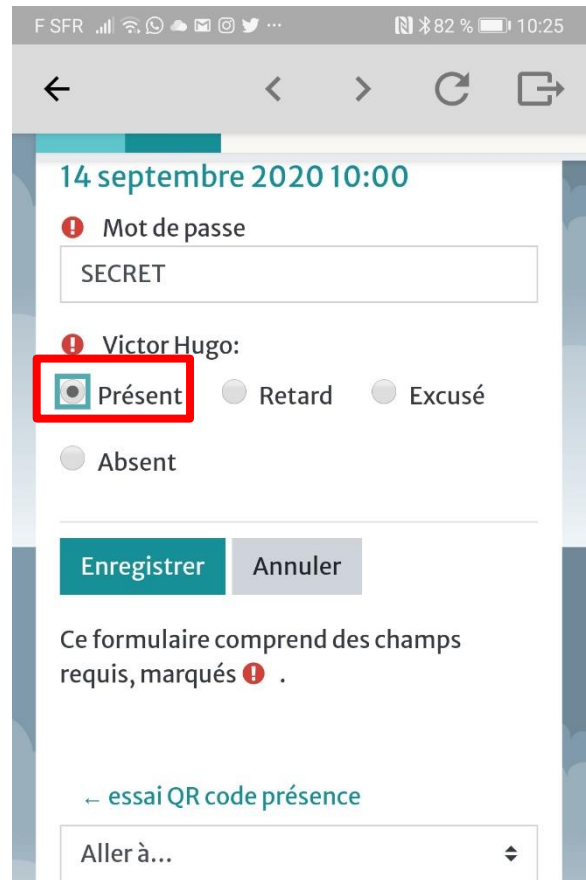 F SFR ... 82 % 10:25
14 septembre 2020 10:00
Mot de passe
SECRET
Victor Hugo:
Présent Retard Excusé
Absent
Enregistrer Annuler
Ce formulaire comprend des champs
requis, marqués .
← essai QR code présence
Aller à...